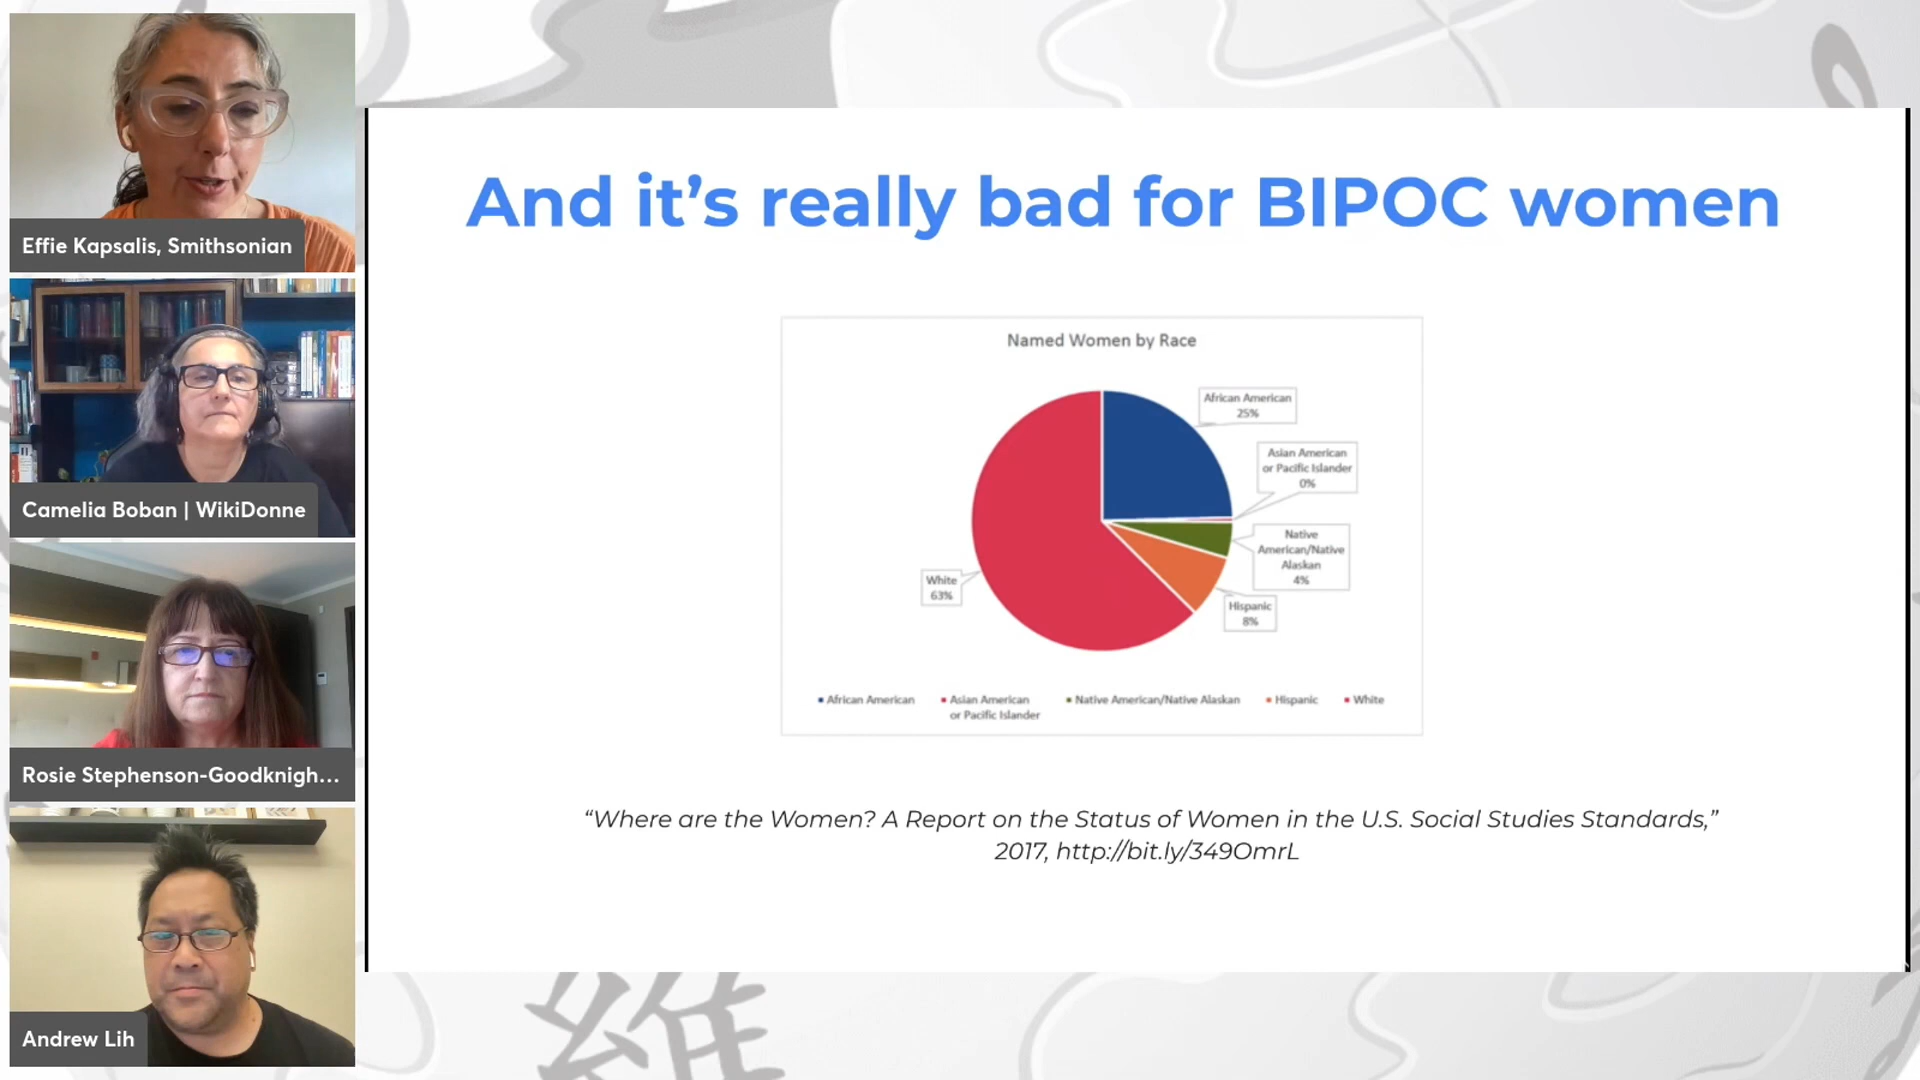 Effie Kapsalis, Smithsonian
Camelia Boban | WikiDonne
Rosie Stephenson-Goodknigh...
Andrew Lih
And it’s really bad for BIPOC women
Named Women by Race
African American
25%
Asian American
or Pacific Islander
0%
Native
American/Native
Alaskan
4%
Hispanic
8%
White
63%
African American
Asian American
or Pacific Islander
Native American/Native Alaskan
Hispanic
White
“Where are the Women? A Report on the Status of Women in the U.S. Social Studies Standards,”
2017, http://bit.ly/349OmrL
維